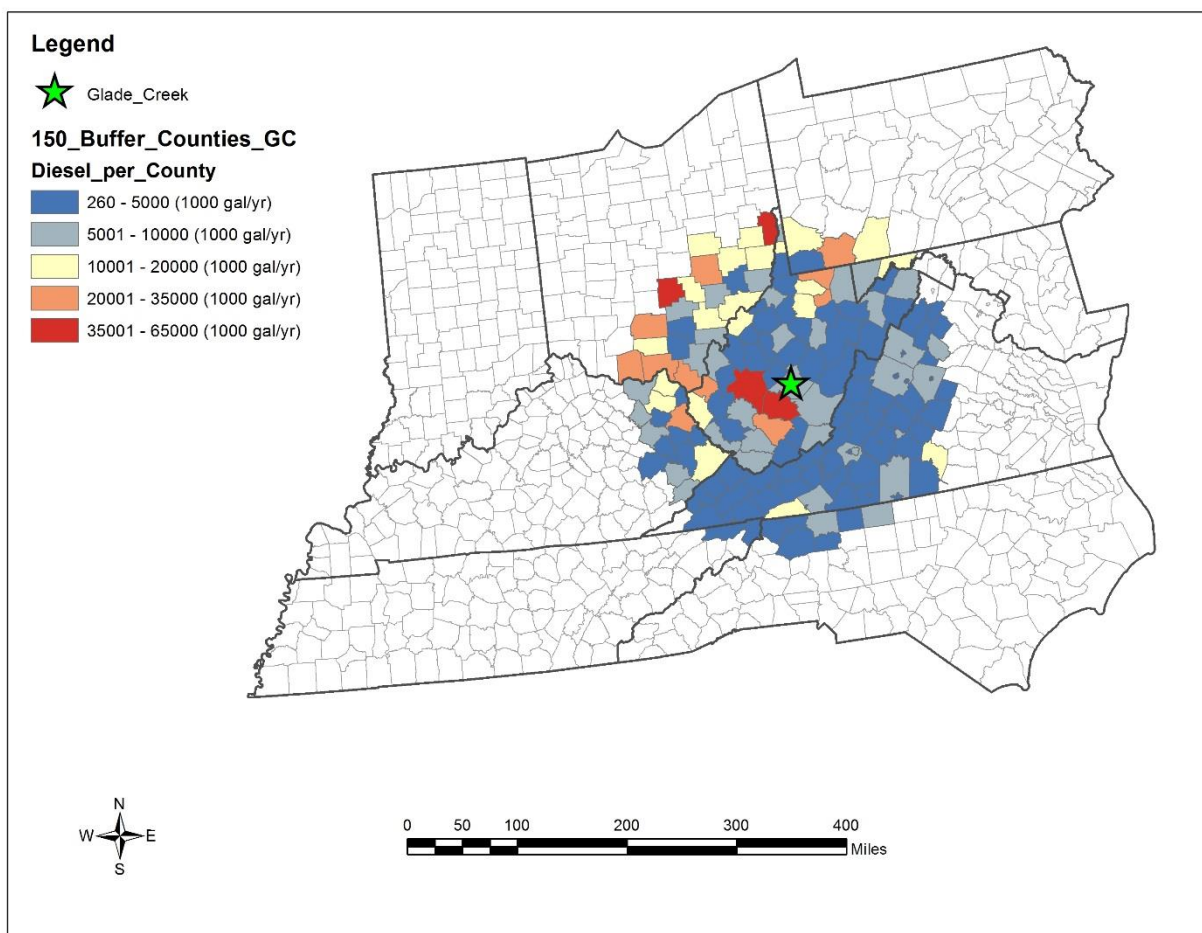 Legend
Glade_Creek
150_Buffer_Counties_GC
Diesel_per_County
260 - 5000 (1000 gal/yr)
5001 - 10000 (1000 gal/yr)
10001 - 20000 (1000 gal/yr)
20001 - 35000 (1000 gal/yr)
35001 - 65000 (1000 gal/yr)
N
W E
S
0 50 100 200 300 400
Miles